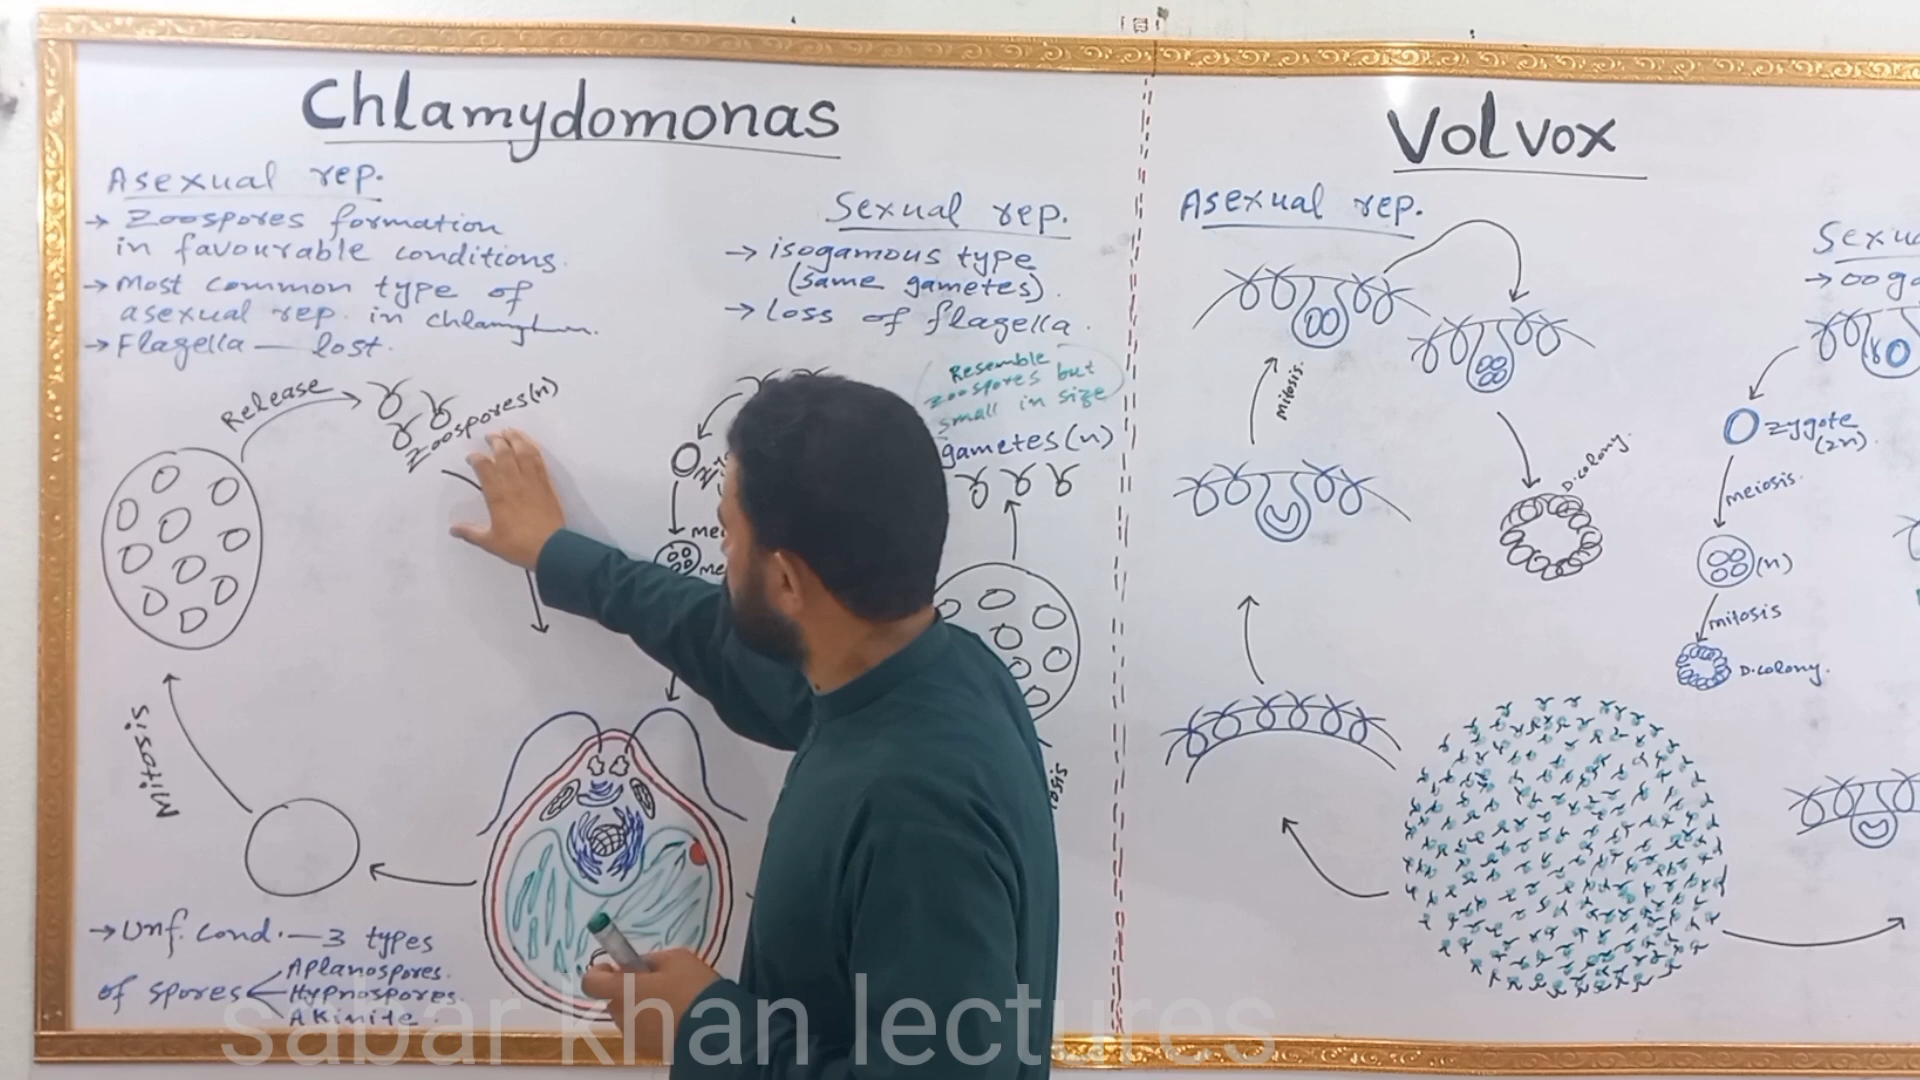 Chlamydomonas
Asexual rep.
→ Zoospores formation
in favourable conditions.
→ Most common type of
asexual rep. in
→ Flagella — lost.
Release
Zoospores(n)
Mitosis
→ Unf. Cond. — 3 types
of spores
Aplanospores.
Hypnospores.
Akinite
Sexual rep.
→ isogamous type
(same gametes).
→ Loss of flagella.
Resemble
zoospores but
small in size
gametes(n)
Volvox
Asexual rep.
mitosis.
D.colony.
Sexu
→ ooga
zygote
(2n).
meiosis.
(n)
mitosis
D.colony.
sabar khan lectures